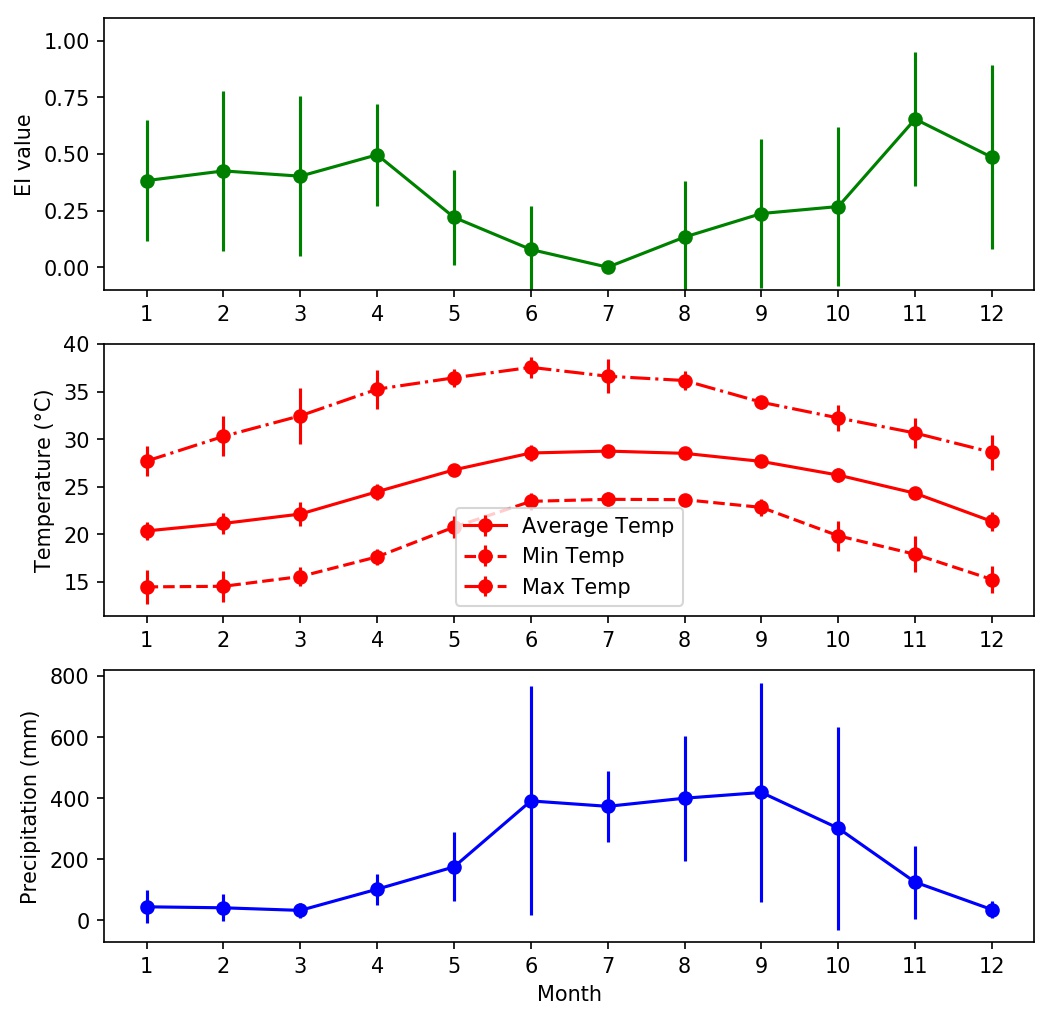 1.00
0.75
0.50
0.25
0.00
EI value
1 2 3 4 5 6 7 8 9 10 11 12
40
35
30
25
20
15
Temperature (°C)
Average Temp
Min Temp
Max Temp
1 2 3 4 5 6 7 8 9 10 11 12
800
600
400
200
0
Precipitation (mm)
1 2 3 4 5 6 7 8 9 10 11 12
Month